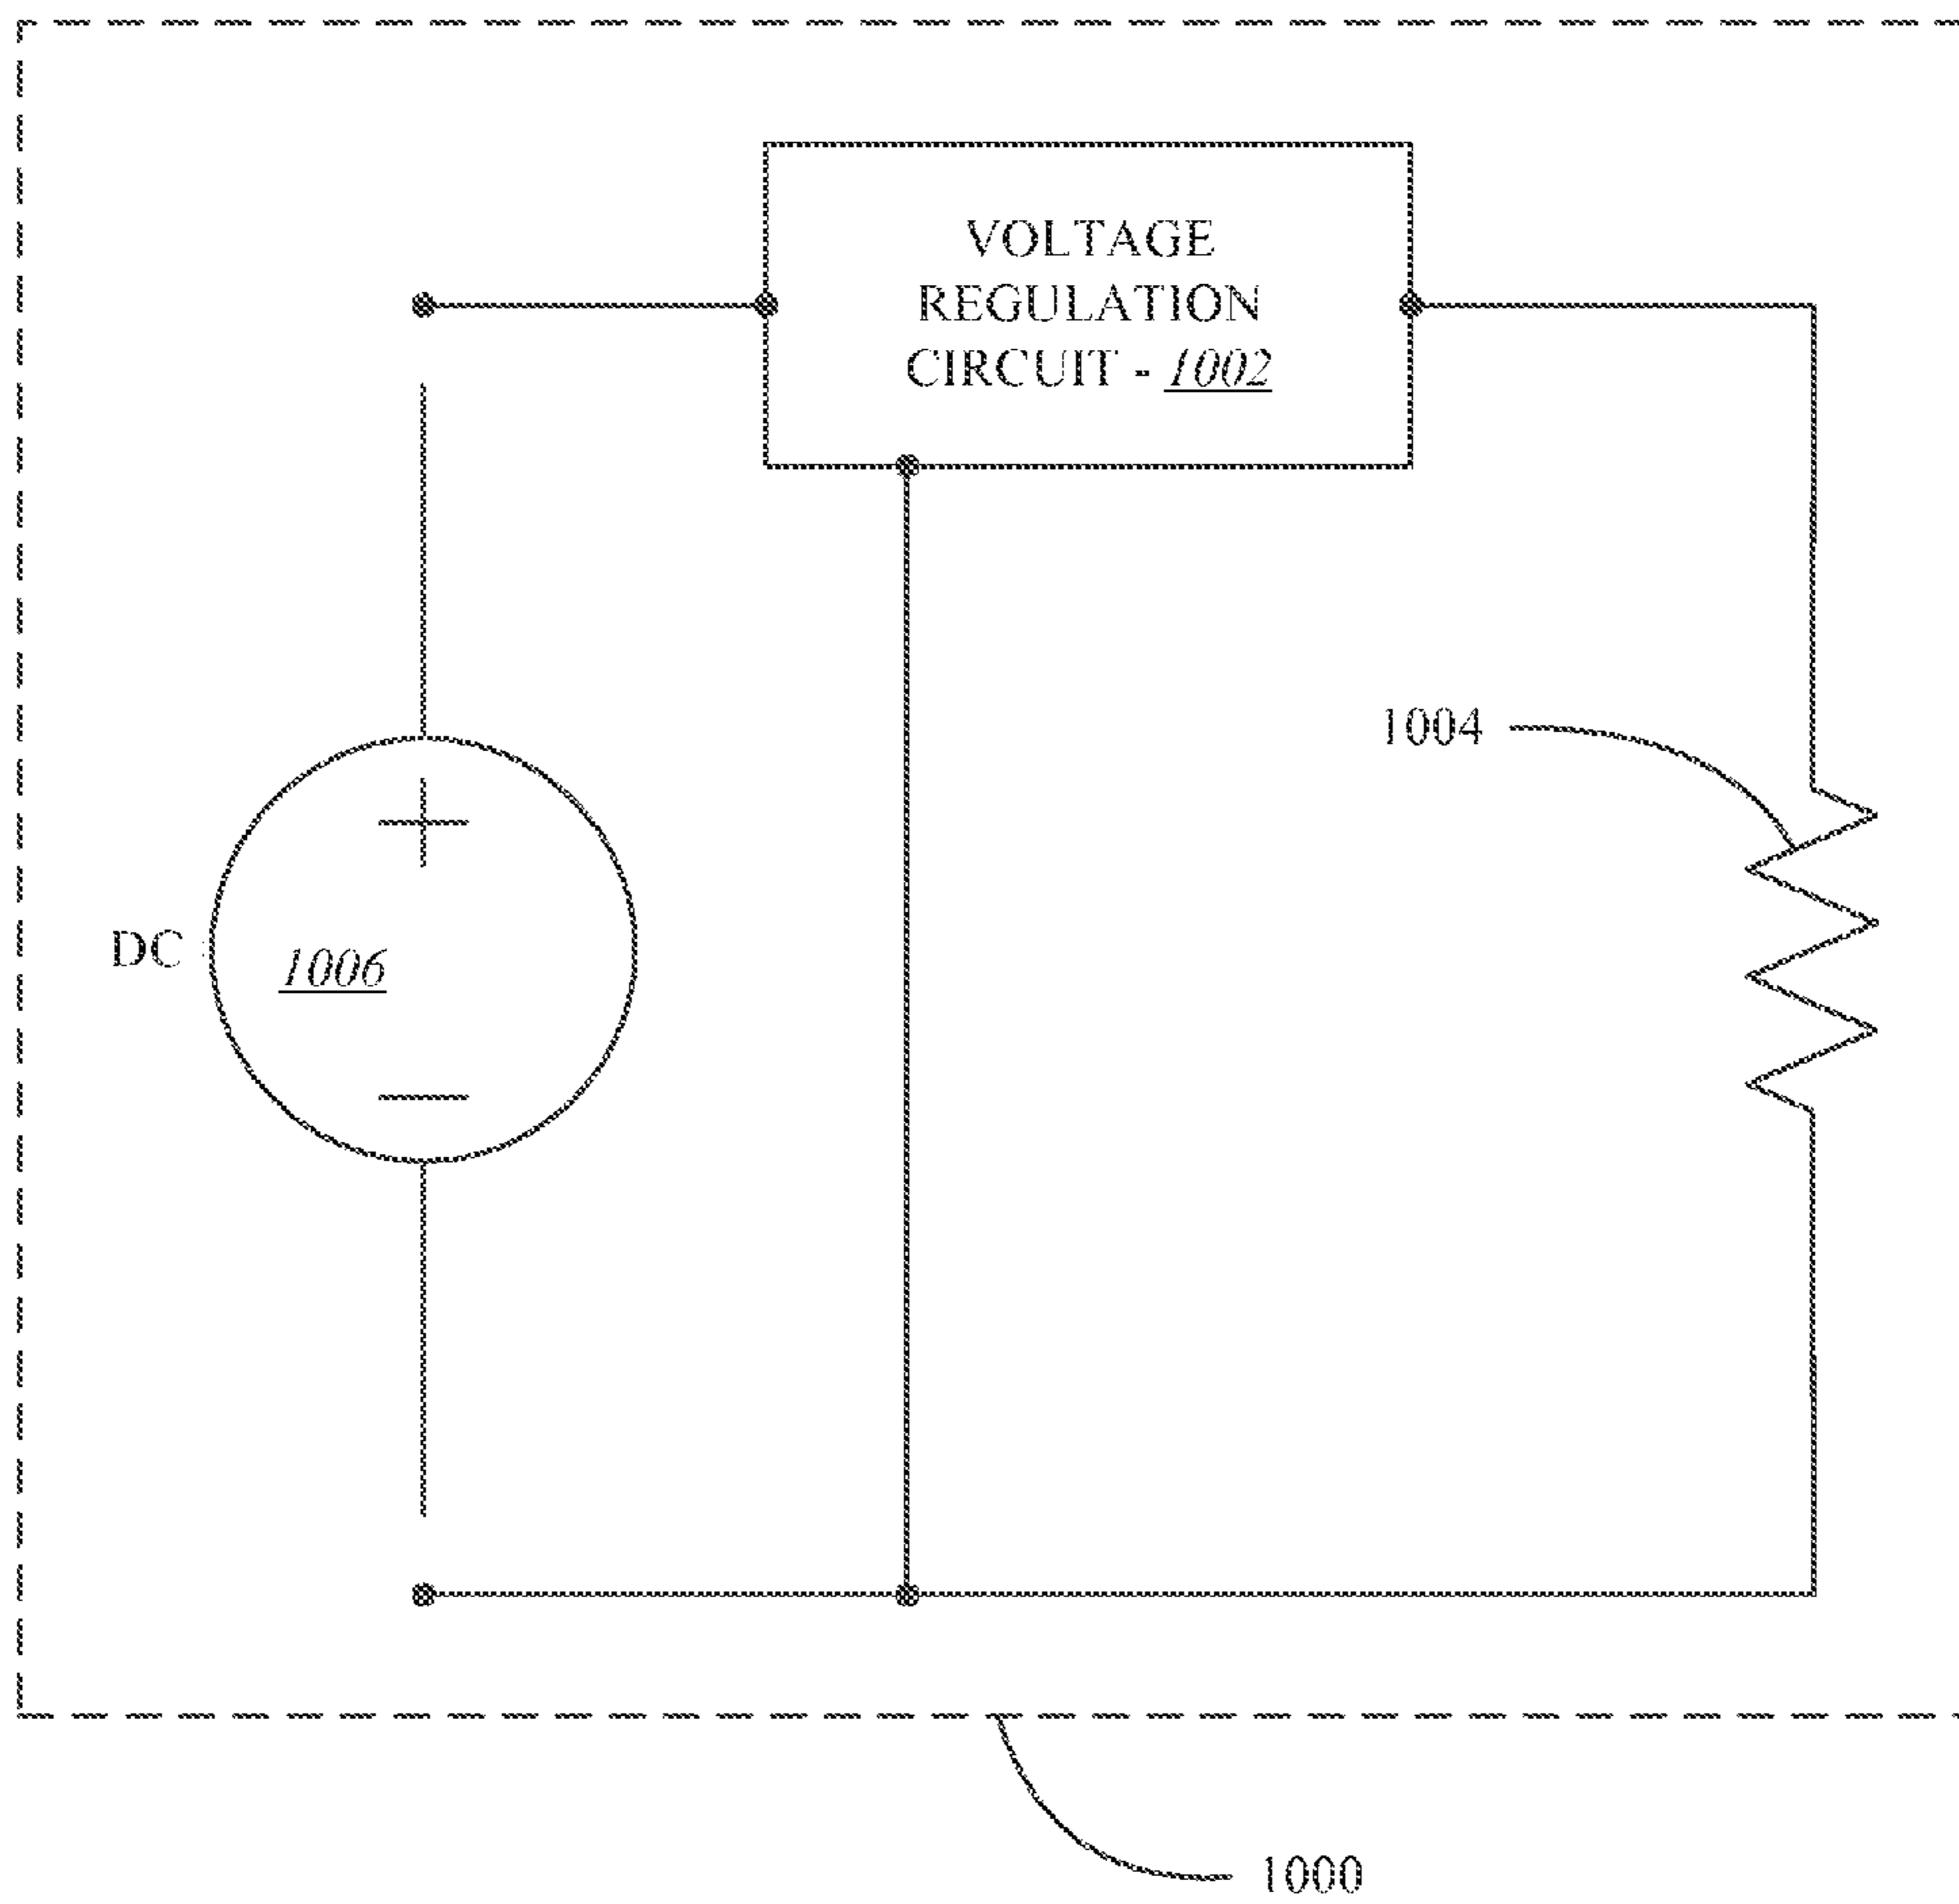 VOLTAGE
REGULATION
CIRCUIT - 1002
1004
DC
+
1006
−
1000